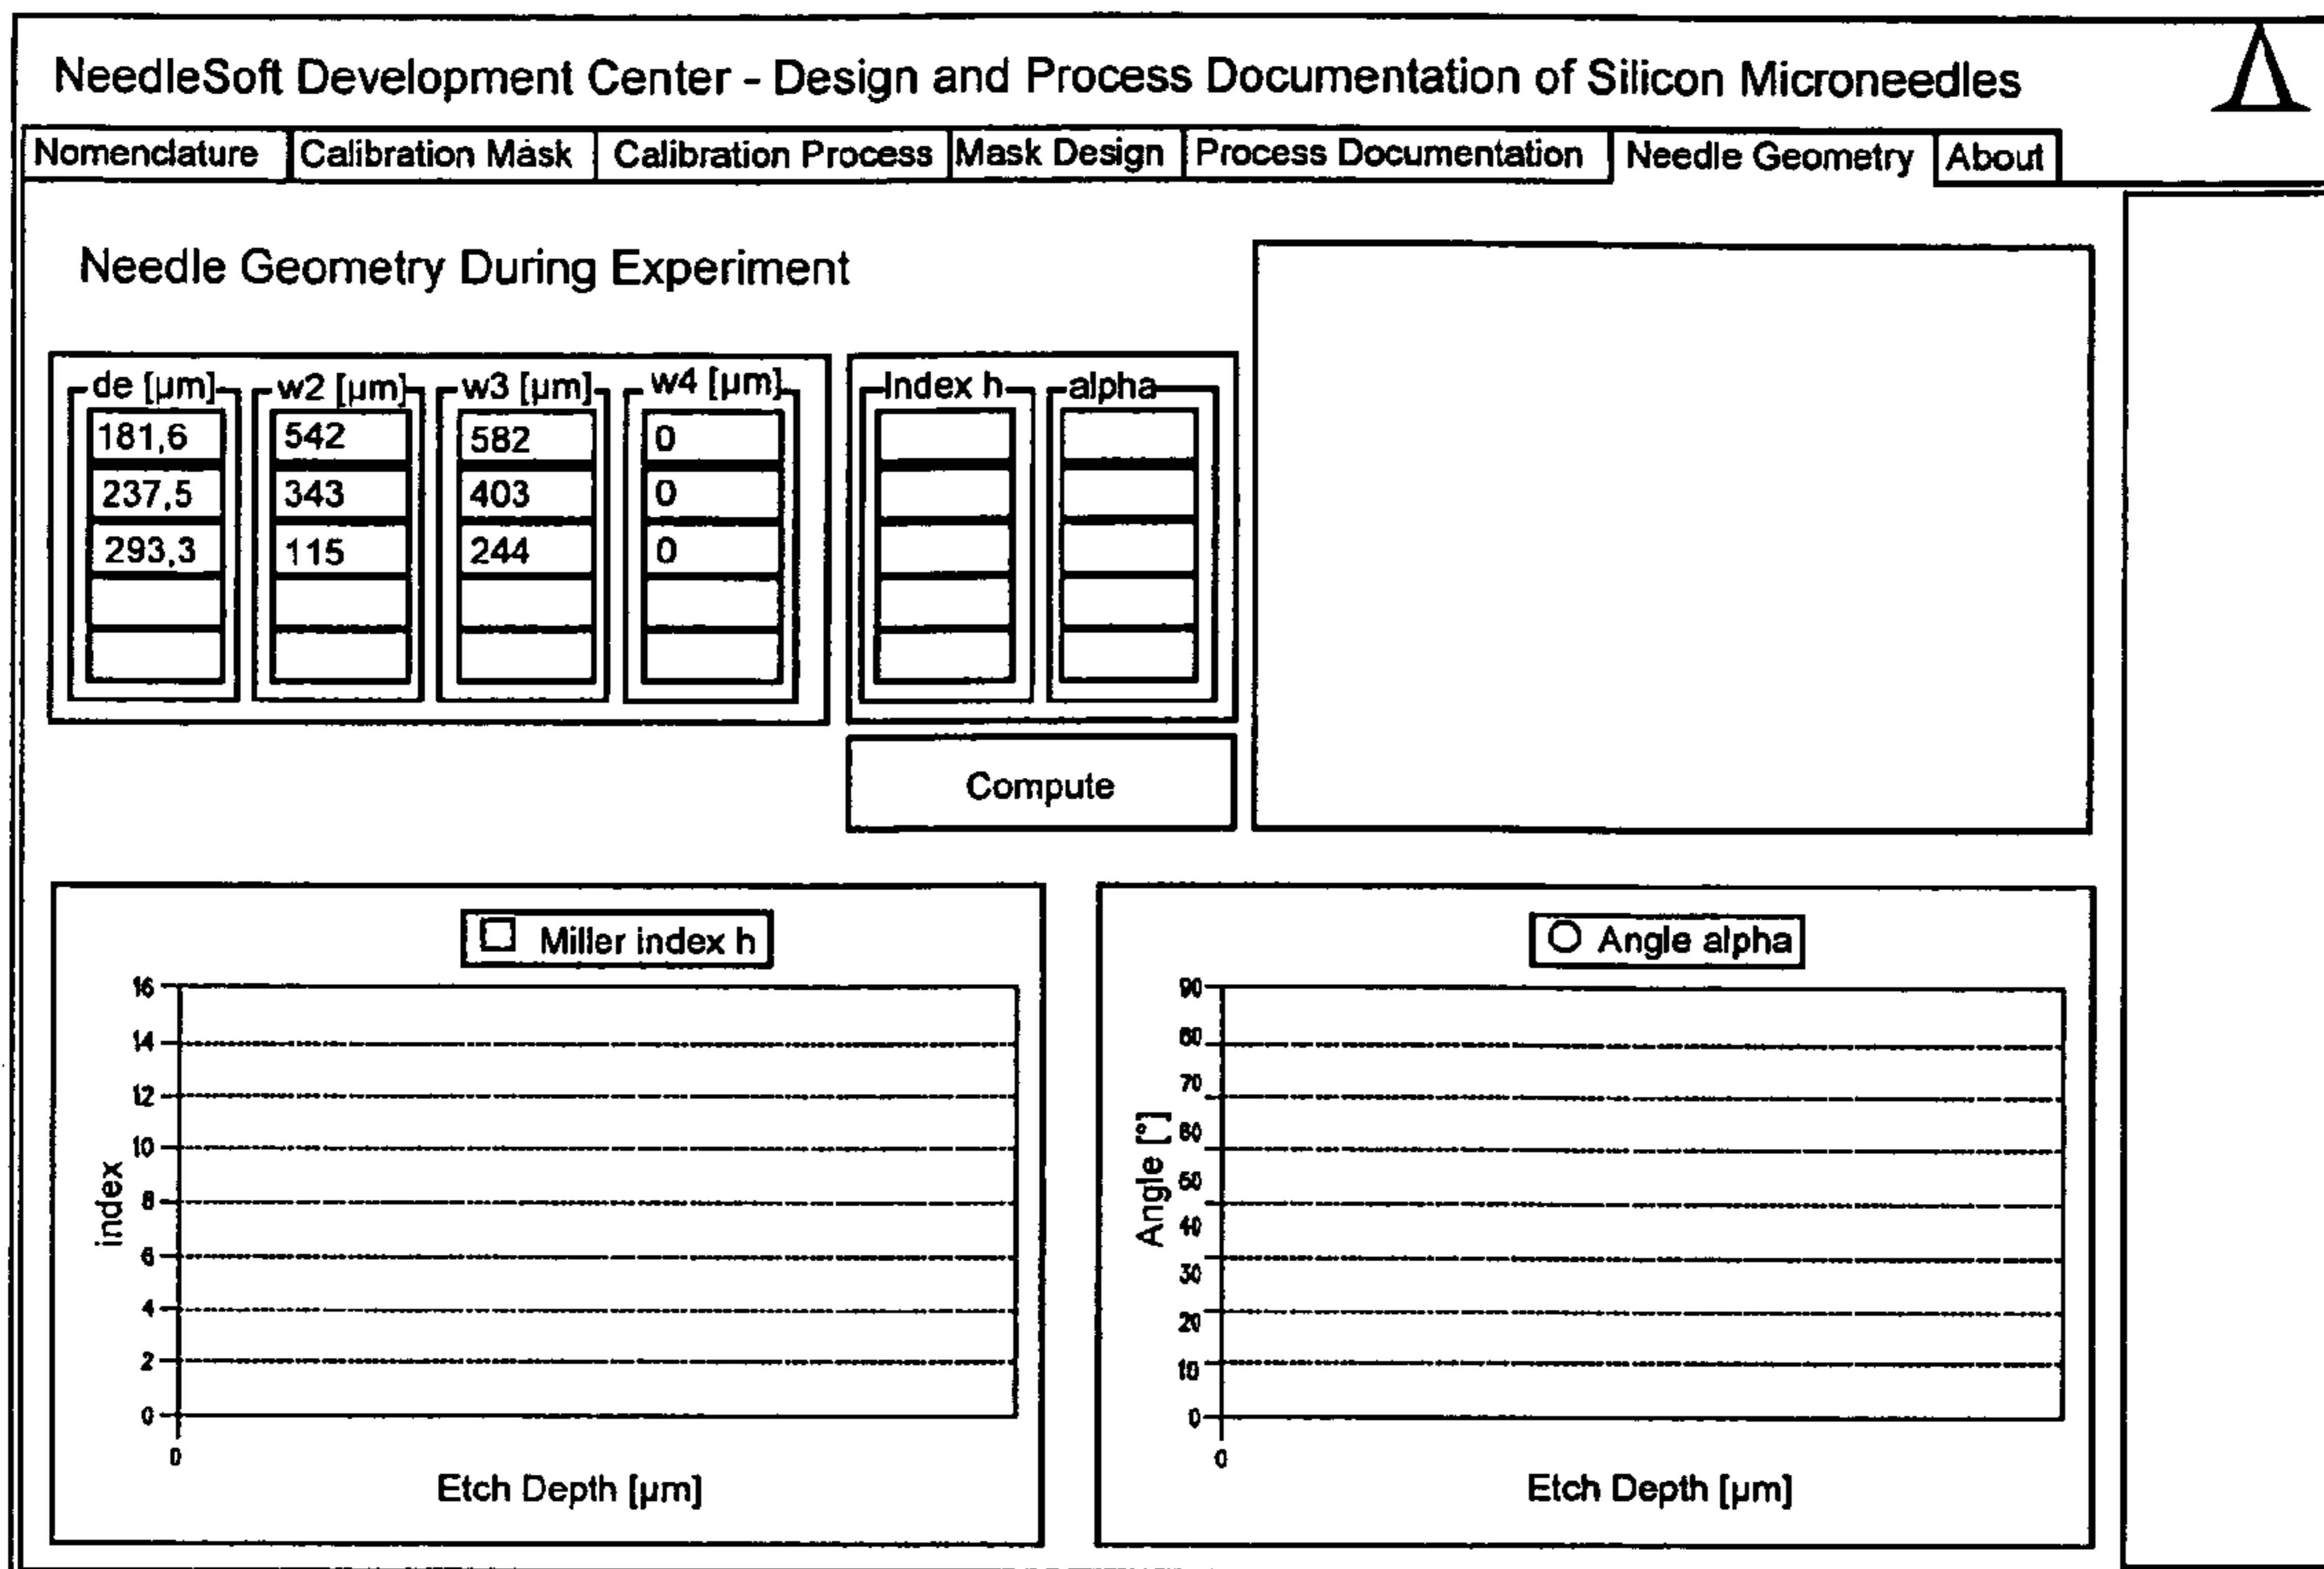 NeedleSoft Development Center - Design and Process Documentation of Silicon Microneedles
Nomenclature Calibration Mask Calibration Process Mask Design Process Documentation Needle Geometry About
Needle Geometry During Experiment
de [µm] w2 [µm] w3 [µm] w4 [µm] Index h alpha
181,6 542 582 0
237,5 343 403 0
293,3 115 244 0
Compute
Miller index h
16
14
12
10
8
6
4
2
0
index
0
Etch Depth [µm]
Angle alpha
90
80
70
60
50
40
30
20
10
0
Angle [°]
0
Etch Depth [µm]